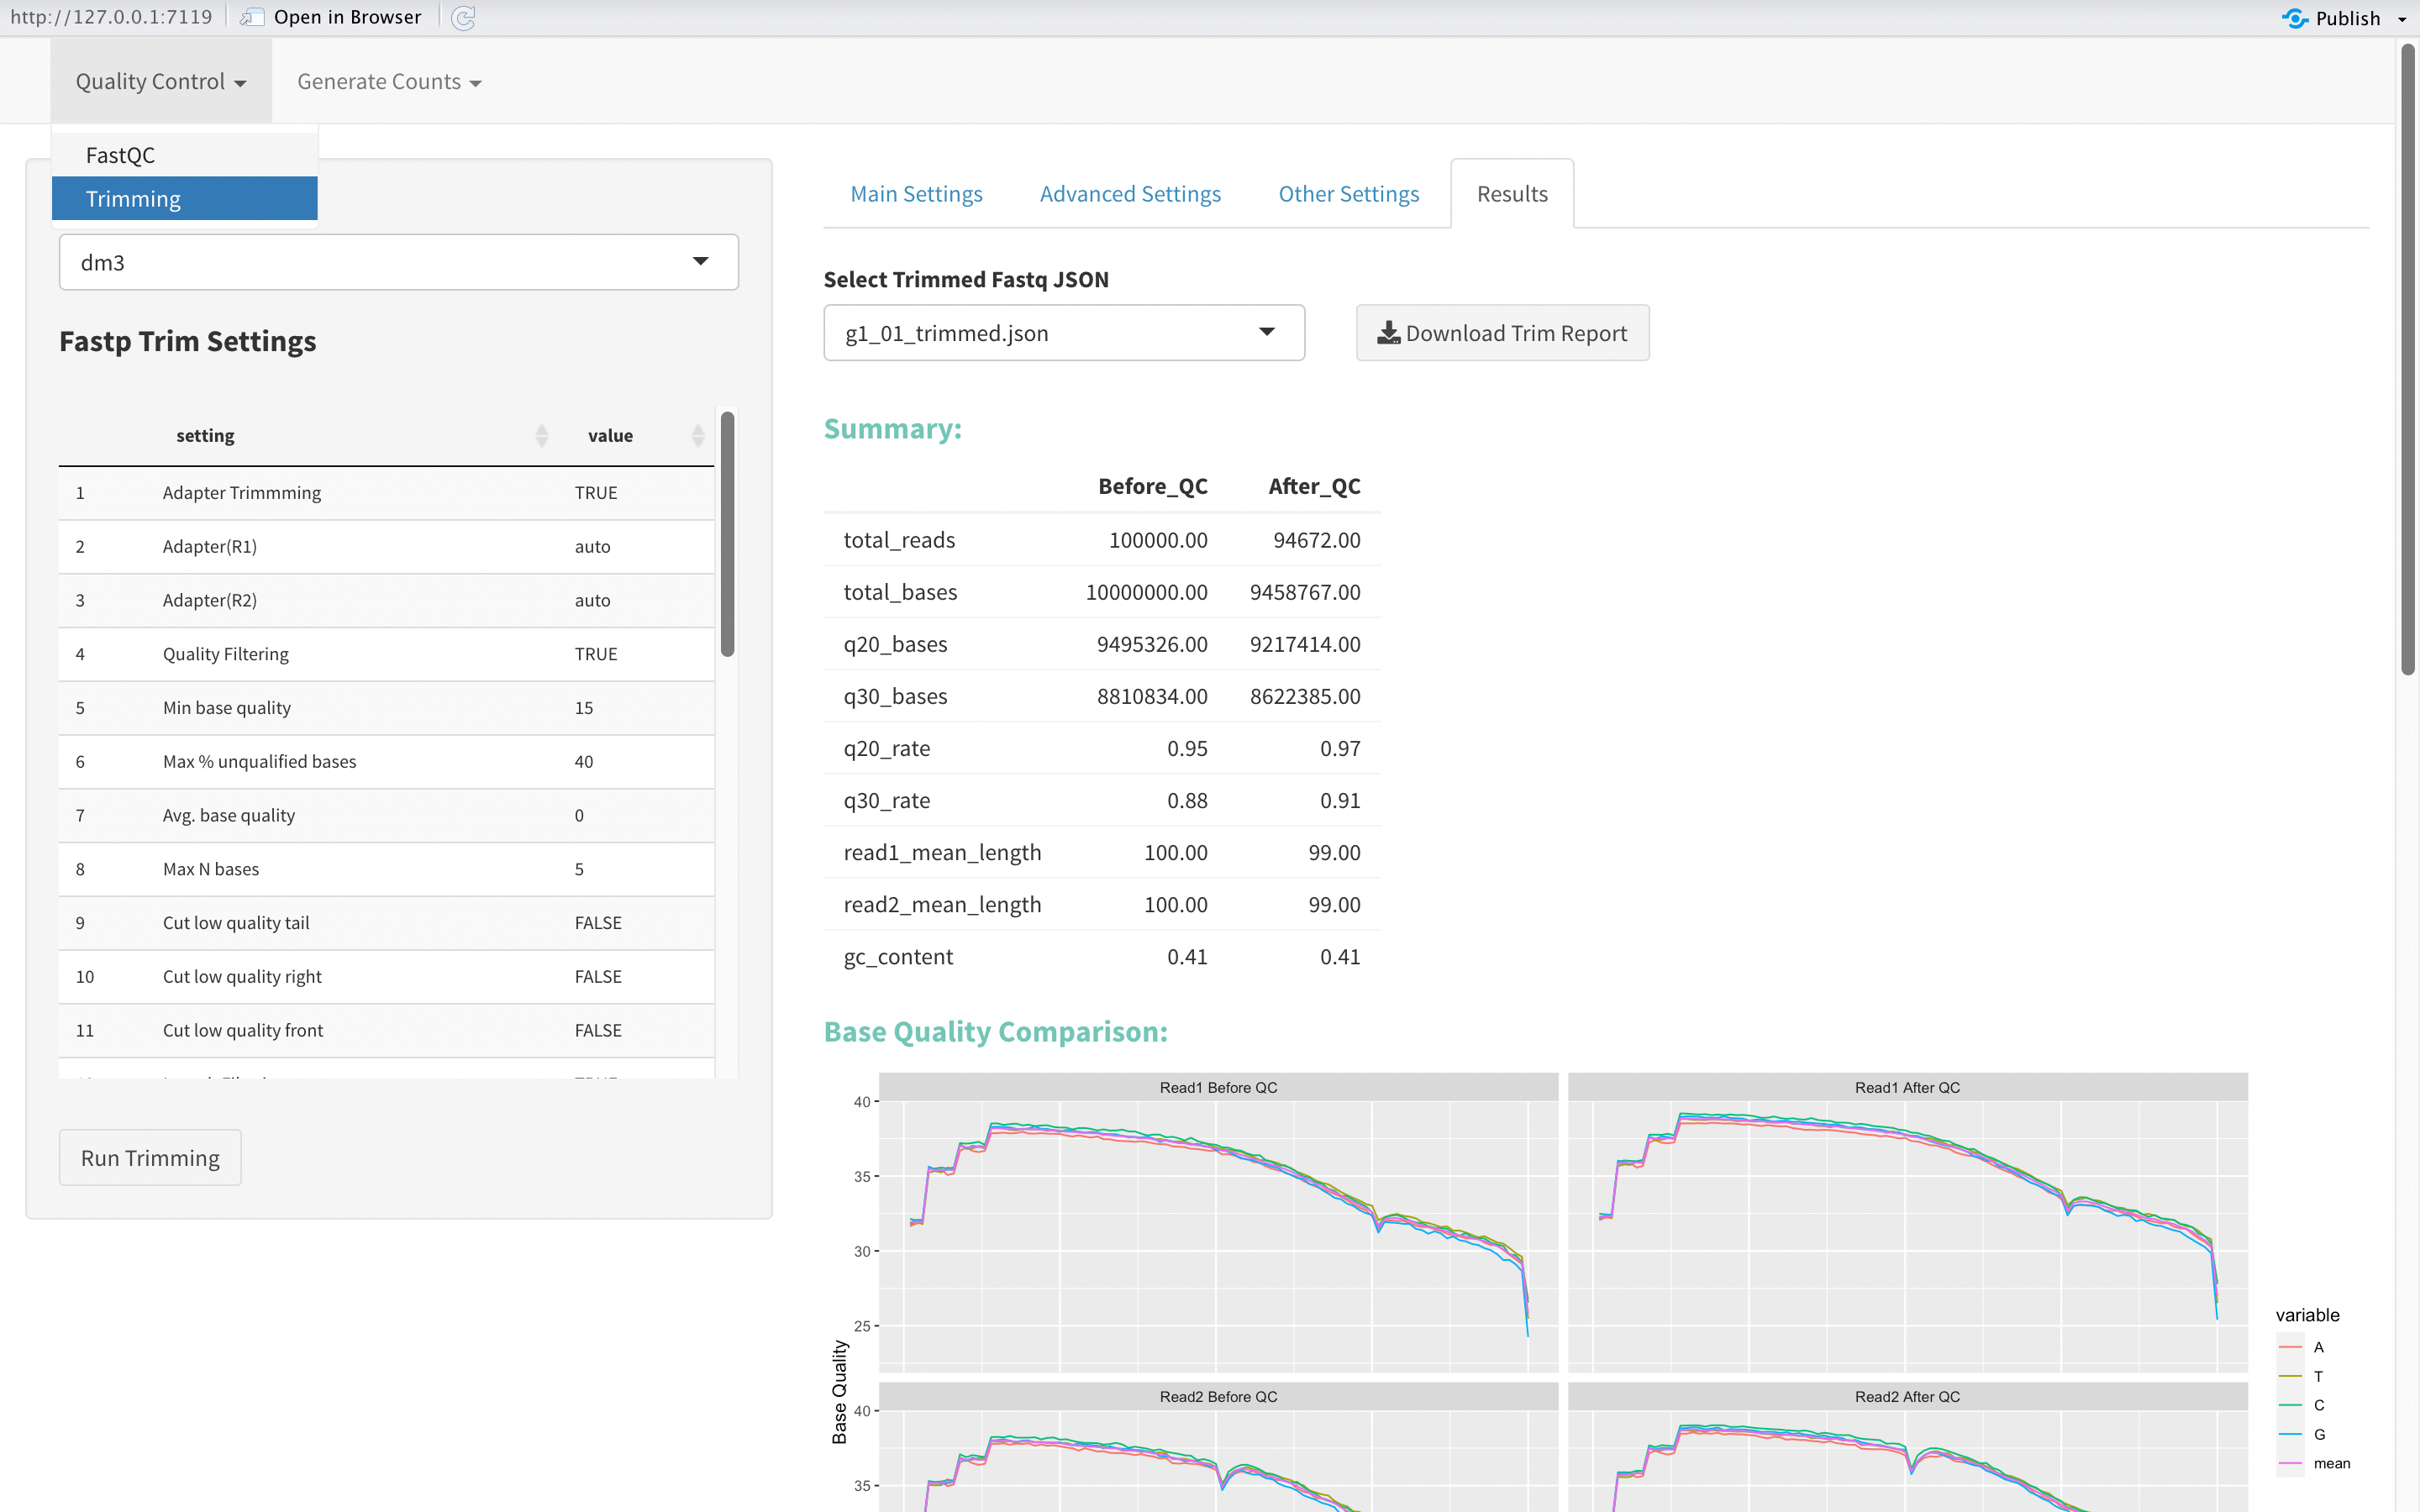 http://127.0.0.1:7119 Open in Browser Publish
Quality Control Generate Counts
FastQC
Trimming
dm3
Fastp Trim Settings
setting value
1 Adapter Trimmming TRUE
2 Adapter(R1) auto
3 Adapter(R2) auto
4 Quality Filtering TRUE
5 Min base quality 15
6 Max % unqualified bases 40
7 Avg. base quality 0
8 Max N bases 5
9 Cut low quality tail FALSE
10 Cut low quality right FALSE
11 Cut low quality front FALSE
Run Trimming
Main Settings Advanced Settings Other Settings Results
Select Trimmed Fastq JSON
g1_01_trimmed.json Download Trim Report
Summary:
Before_QC After_QC
total_reads 100000.00 94672.00
total_bases 10000000.00 9458767.00
q20_bases 9495326.00 9217414.00
q30_bases 8810834.00 8622385.00
q20_rate 0.95 0.97
q30_rate 0.88 0.91
read1_mean_length 100.00 99.00
read2_mean_length 100.00 99.00
gc_content 0.41 0.41
Base Quality Comparison:
Read1 Before QC Read1 After QC
40
35
30
25
Base Quality
Read2 Before QC Read2 After QC
40
35
variable
A
T
C
G
mean